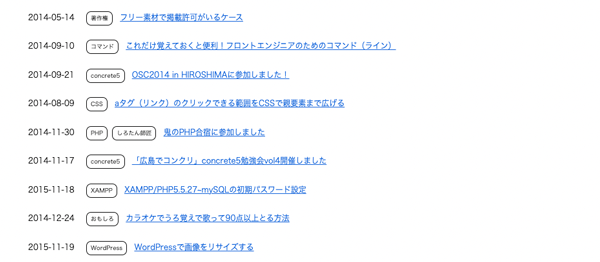 2014-05-14 著作権 フリー素材で掲載許可がいるケース
2014-09-10 コマンド これだけ覚えておくと便利！フロントエンジニアのためのコマンド（ライン）
2014-09-21 concrete5 OSC2014 in HIROSHIMAに参加しました！
2014-08-09 CSS aタグ（リンク）のクリックできる範囲をCSSで親要素まで広げる
2014-11-30 PHP しろたん師匠 鬼のPHP合宿に参加しました
2014-11-17 concrete5 「広島でコンクリ」concrete5勉強会vol4開催しました
2015-11-18 XAMPP XAMPP/PHP5.5.27–mySQLの初期パスワード設定
2014-12-24 おもしろ カラオケでうろ覚えで歌って90点以上とる方法
2015-11-19 WordPress WordPressで画像をリサイズする